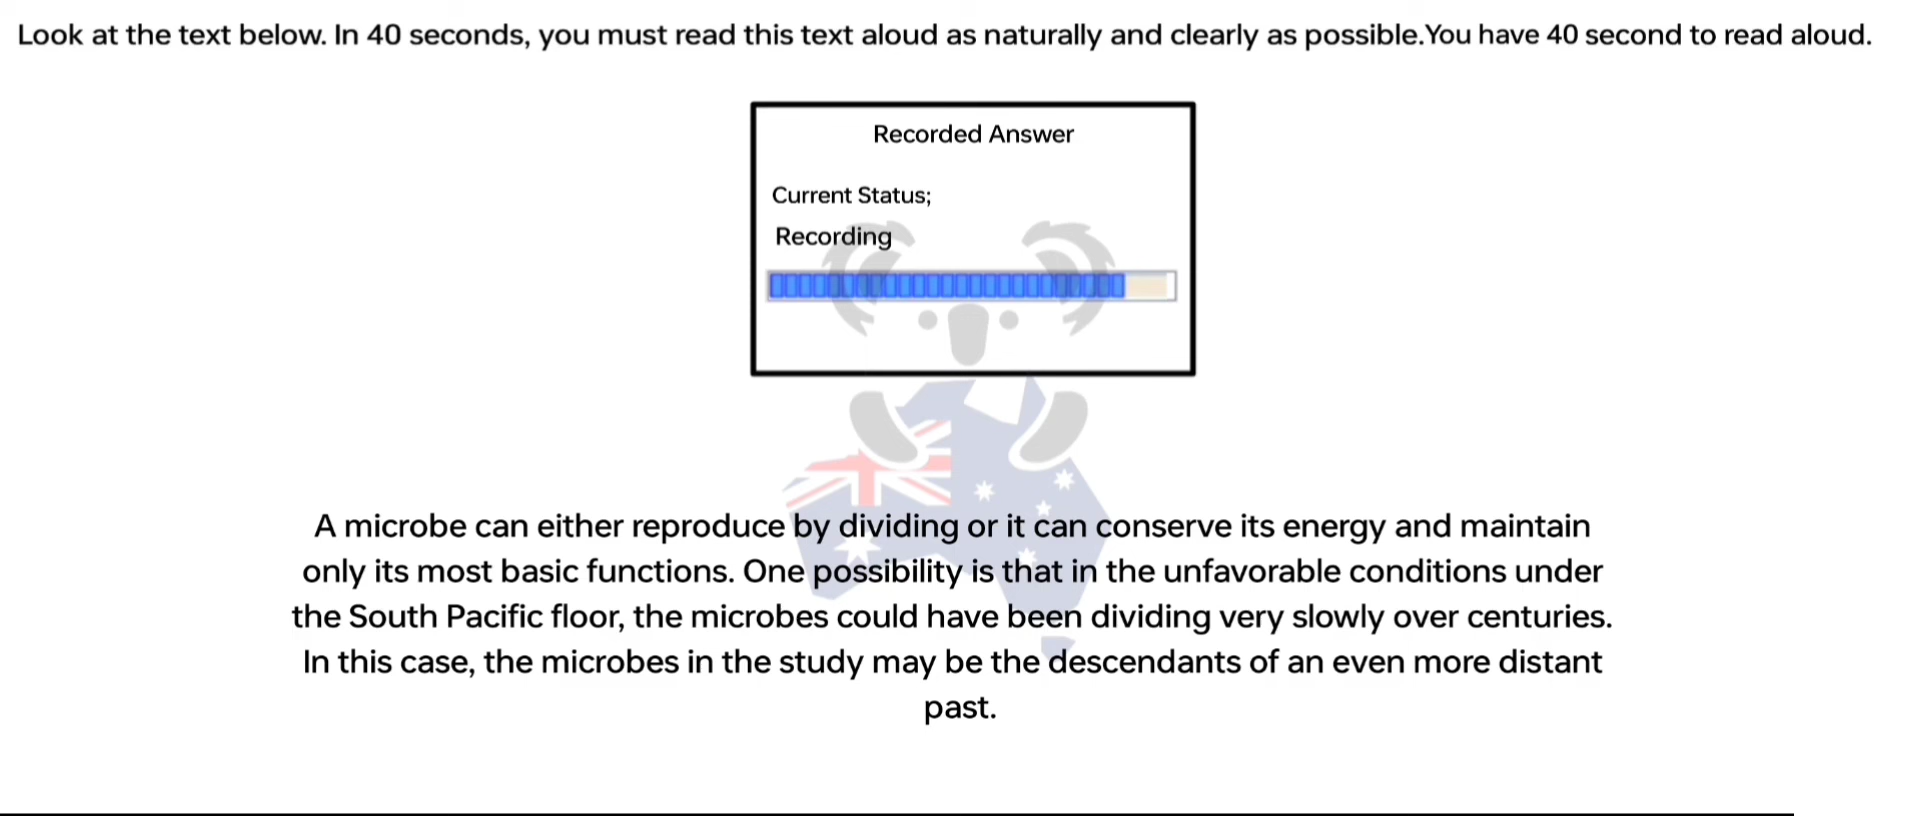 Look at the text below. In 40 seconds, you must read this text aloud as naturally and clearly as possible.You have 40 second to read aloud.
Recorded Answer
Current Status;
Recording
A microbe can either reproduce by dividing or it can conserve its energy and maintain
only its most basic functions. One possibility is that in the unfavorable conditions under
the South Pacific floor, the microbes could have been dividing very slowly over centuries.
In this case, the microbes in the study may be the descendants of an even more distant
past.